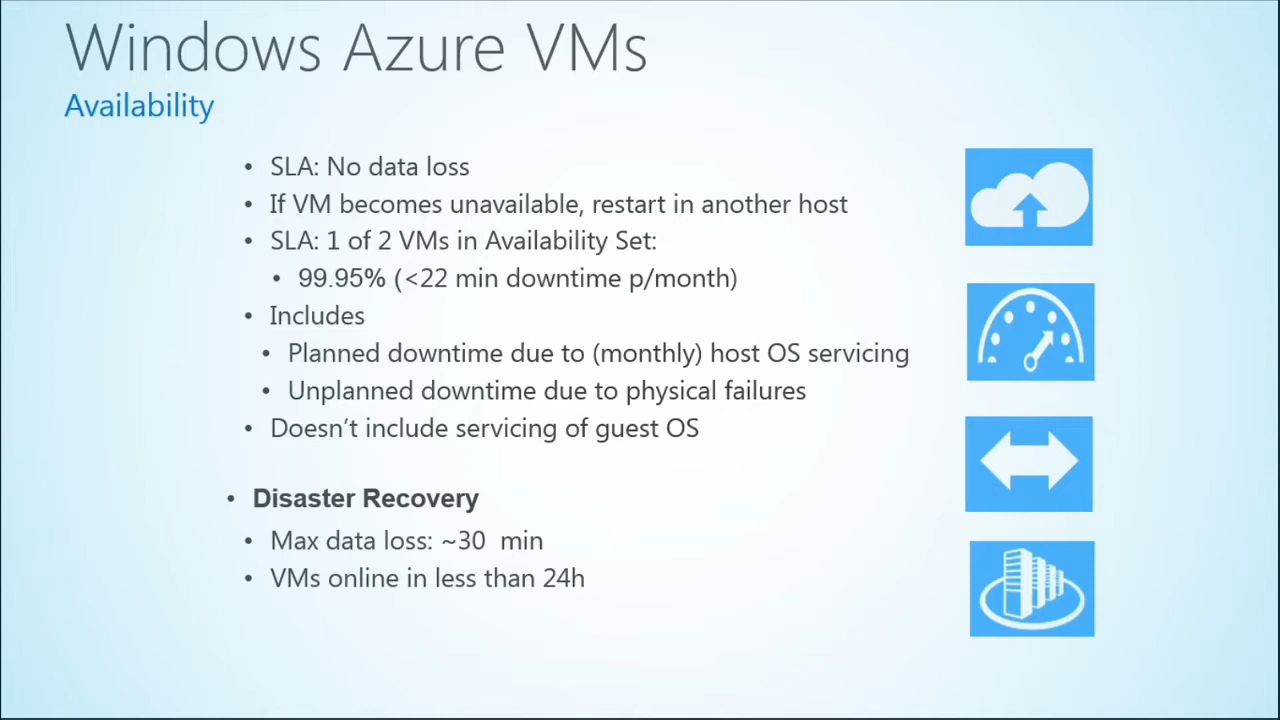 Windows Azure VMs
Availability
• SLA: No data loss
• If VM becomes unavailable, restart in another host
• SLA: 1 of 2 VMs in Availability Set:
• 99.95% (<22 min downtime p/month)
• Includes
• Planned downtime due to (monthly) host OS servicing
• Unplanned downtime due to physical failures
• Doesn’t include servicing of guest OS
• Disaster Recovery
• Max data loss: ~30 min
• VMs online in less than 24h